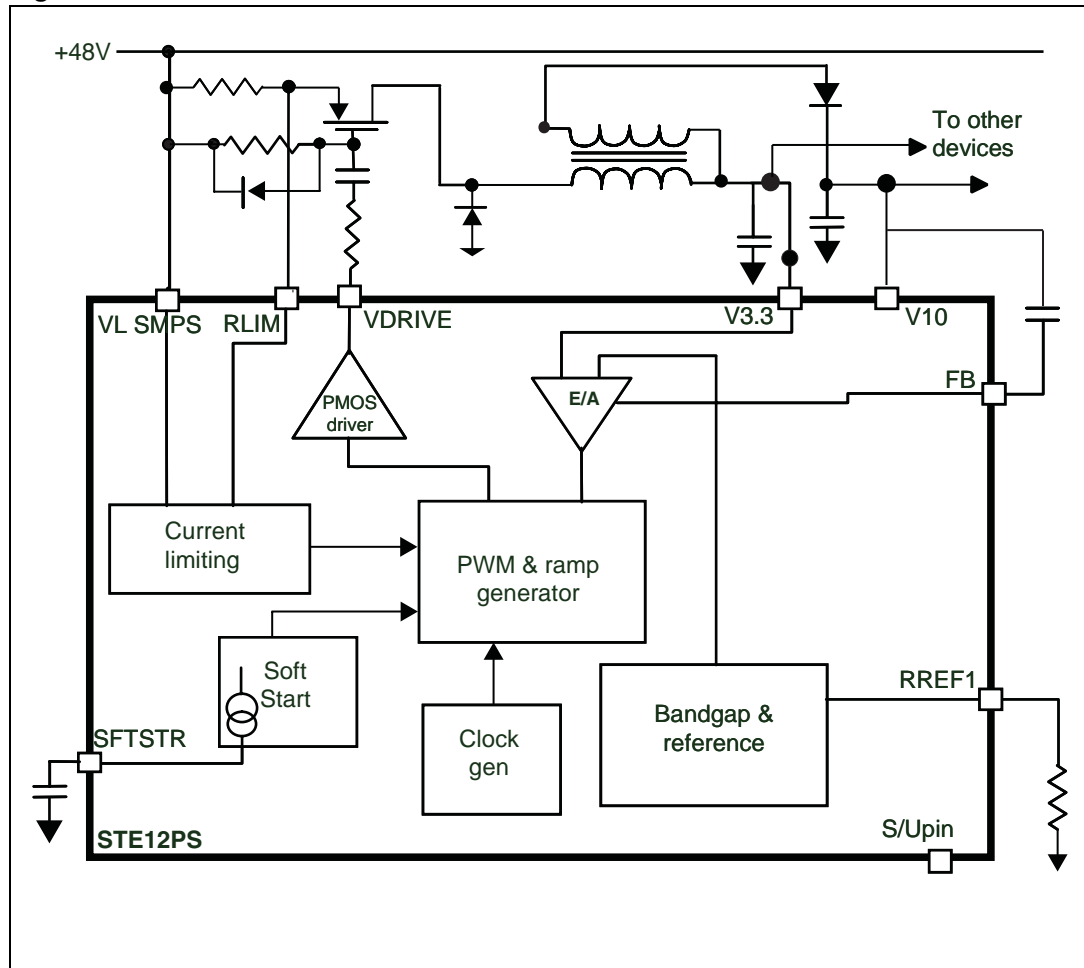 +48V
To other
devices
VL SMPS
RLIM
VDRIVE
V3.3
V10
FB
E/A
PMOS
driver
Current
limiting
PWM & ramp
generator
Soft
Start
SFTSTR
Clock
gen
Bandgap &
reference
RREF1
S/Upin
STE12PS